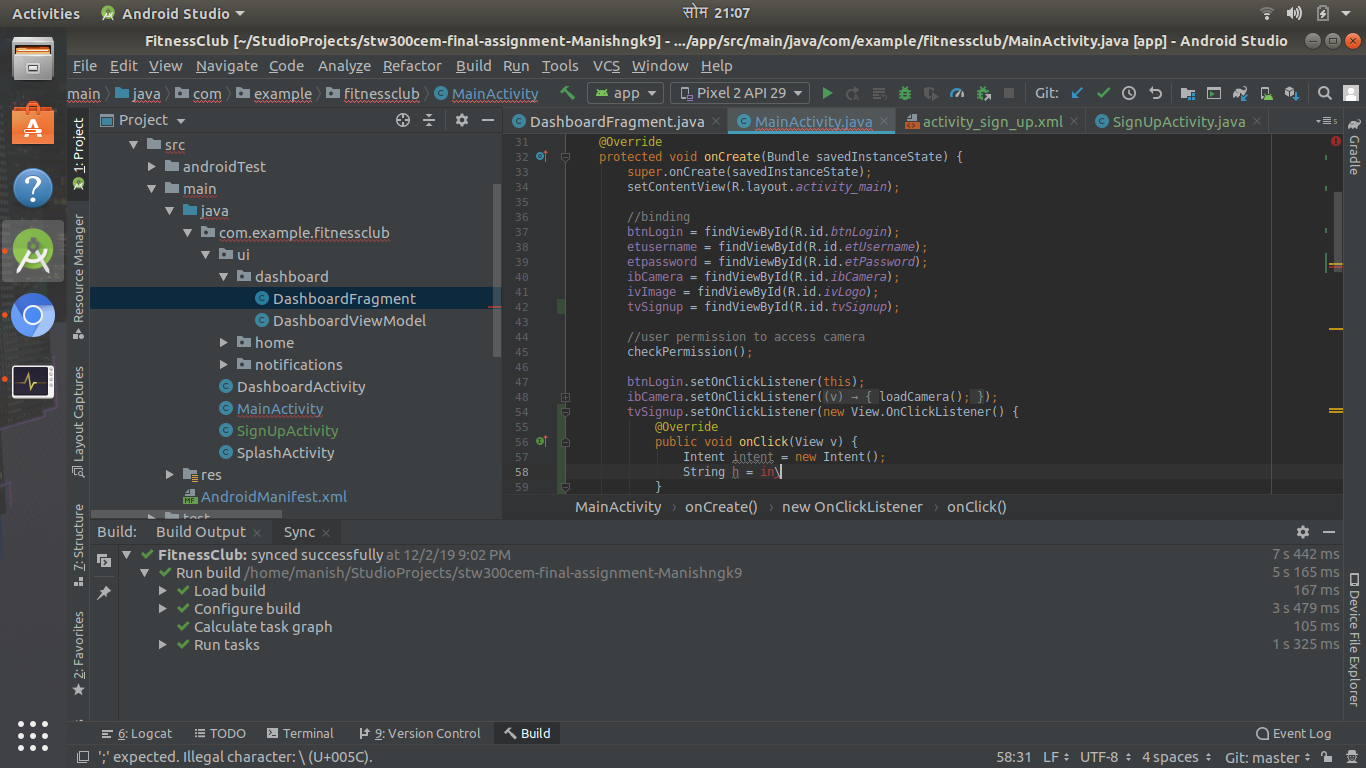 Activities Android Studio सोम 21:07
FitnessClub [~/StudioProjects/stw300cem-final-assignment-Manishngk9] - .../app/src/main/java/com/example/fitnessclub/MainActivity.java [app] - Android Studio
File Edit View Navigate Code Analyze Refactor Build Run Tools VCS Window Help
main java com example fitnessclub MainActivity app Pixel 2 API 29 Git:
Project
DashboardFragment.java MainActivity.java activity_sign_up.xml SignUpActivity.java
1: Project
Resource Manager
Layout Captures
7: Structure
2: Favorites
src
androidTest
main
java
com.example.fitnessclub
ui
dashboard
DashboardFragment
DashboardViewModel
home
notifications
DashboardActivity
MainActivity
SignUpActivity
SplashActivity
res
AndroidManifest.xml
test
31 @Override
32 protected void onCreate(Bundle savedInstanceState) {
33 super.onCreate(savedInstanceState);
34 setContentView(R.layout.activity_main);
35
36 //binding
37 btnLogin = findViewById(R.id.btnLogin);
38 etusername = findViewById(R.id.etUsername);
39 etpassword = findViewById(R.id.etPassword);
40 ibCamera = findViewById(R.id.ibCamera);
41 ivImage = findViewById(R.id.ivLogo);
42 tvSignup = findViewById(R.id.tvSignup);
43
44 //user permission to access camera
45 checkPermission();
46
47 btnLogin.setOnClickListener(this);
48 ibCamera.setOnClickListener((v) → { loadCamera(); });
54 tvSignup.setOnClickListener(new View.OnClickListener() {
55 @Override
56 public void onClick(View v) {
57 Intent intent = new Intent();
58 String h = in\
59 }
MainActivity › onCreate() › new OnClickListener › onClick()
Gradle
Device File Explorer
Build: Build Output Sync
FitnessClub: synced successfully at 12/2/19 9:02 PM 7 s 442 ms
Run build /home/manish/StudioProjects/stw300cem-final-assignment-Manishngk9 5 s 165 ms
Load build 167 ms
Configure build 3 s 479 ms
Calculate task graph 105 ms
Run tasks 1 s 325 ms
6: Logcat TODO Terminal 9: Version Control Build Event Log
';' expected. Illegal character: \ (U+005C). 58:31 LF UTF-8 4 spaces Git: master